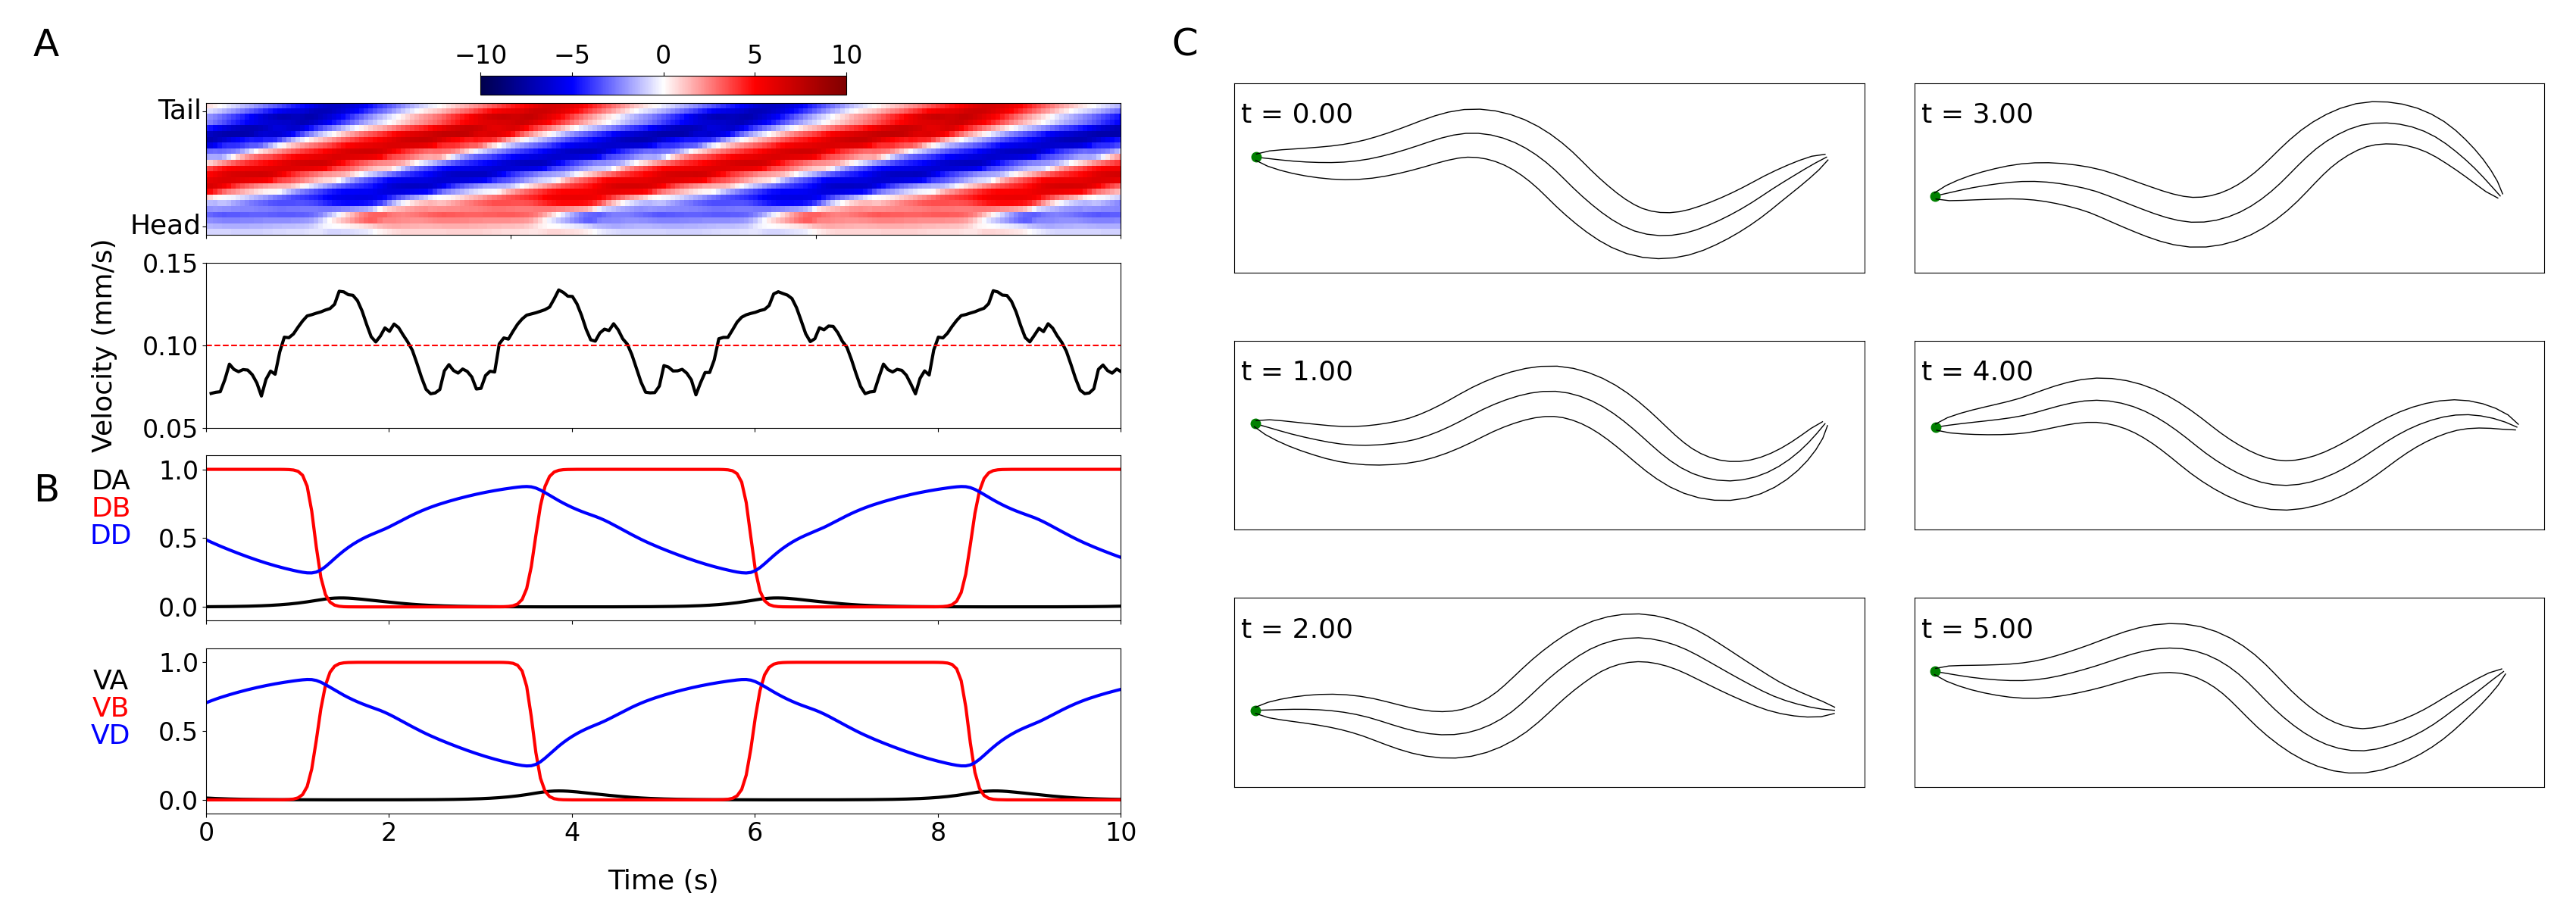 A
−10 −5 0 5 10
Tail
Head
Velocity (mm/s)
0.15
0.10
0.05
B
DA
DB
DD
1.0
0.5
0.0
VA
VB
VD
1.0
0.5
0.0
0 2 4 6 8 10
Time (s)
C
t = 0.00
t = 3.00
t = 1.00
t = 4.00
t = 2.00
t = 5.00